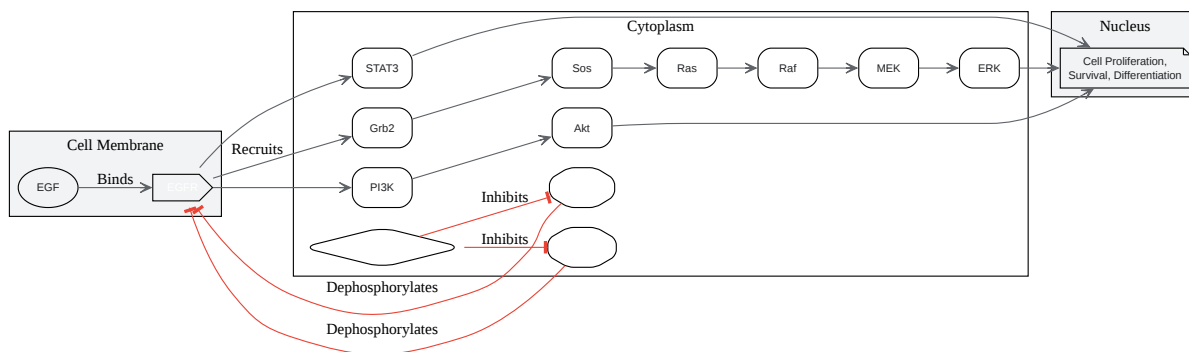 Cytoplasm
Nucleus
STAT3
Sos
Ras
Raf
MEK
ERK
Cell Proliferation,
Survival, Differentiation
Grb2
Akt
Cell Membrane
Recruits
EGF
Binds
EGFR
PI3K
Inhibits
Inhibits
Dephosphorylates
Dephosphorylates